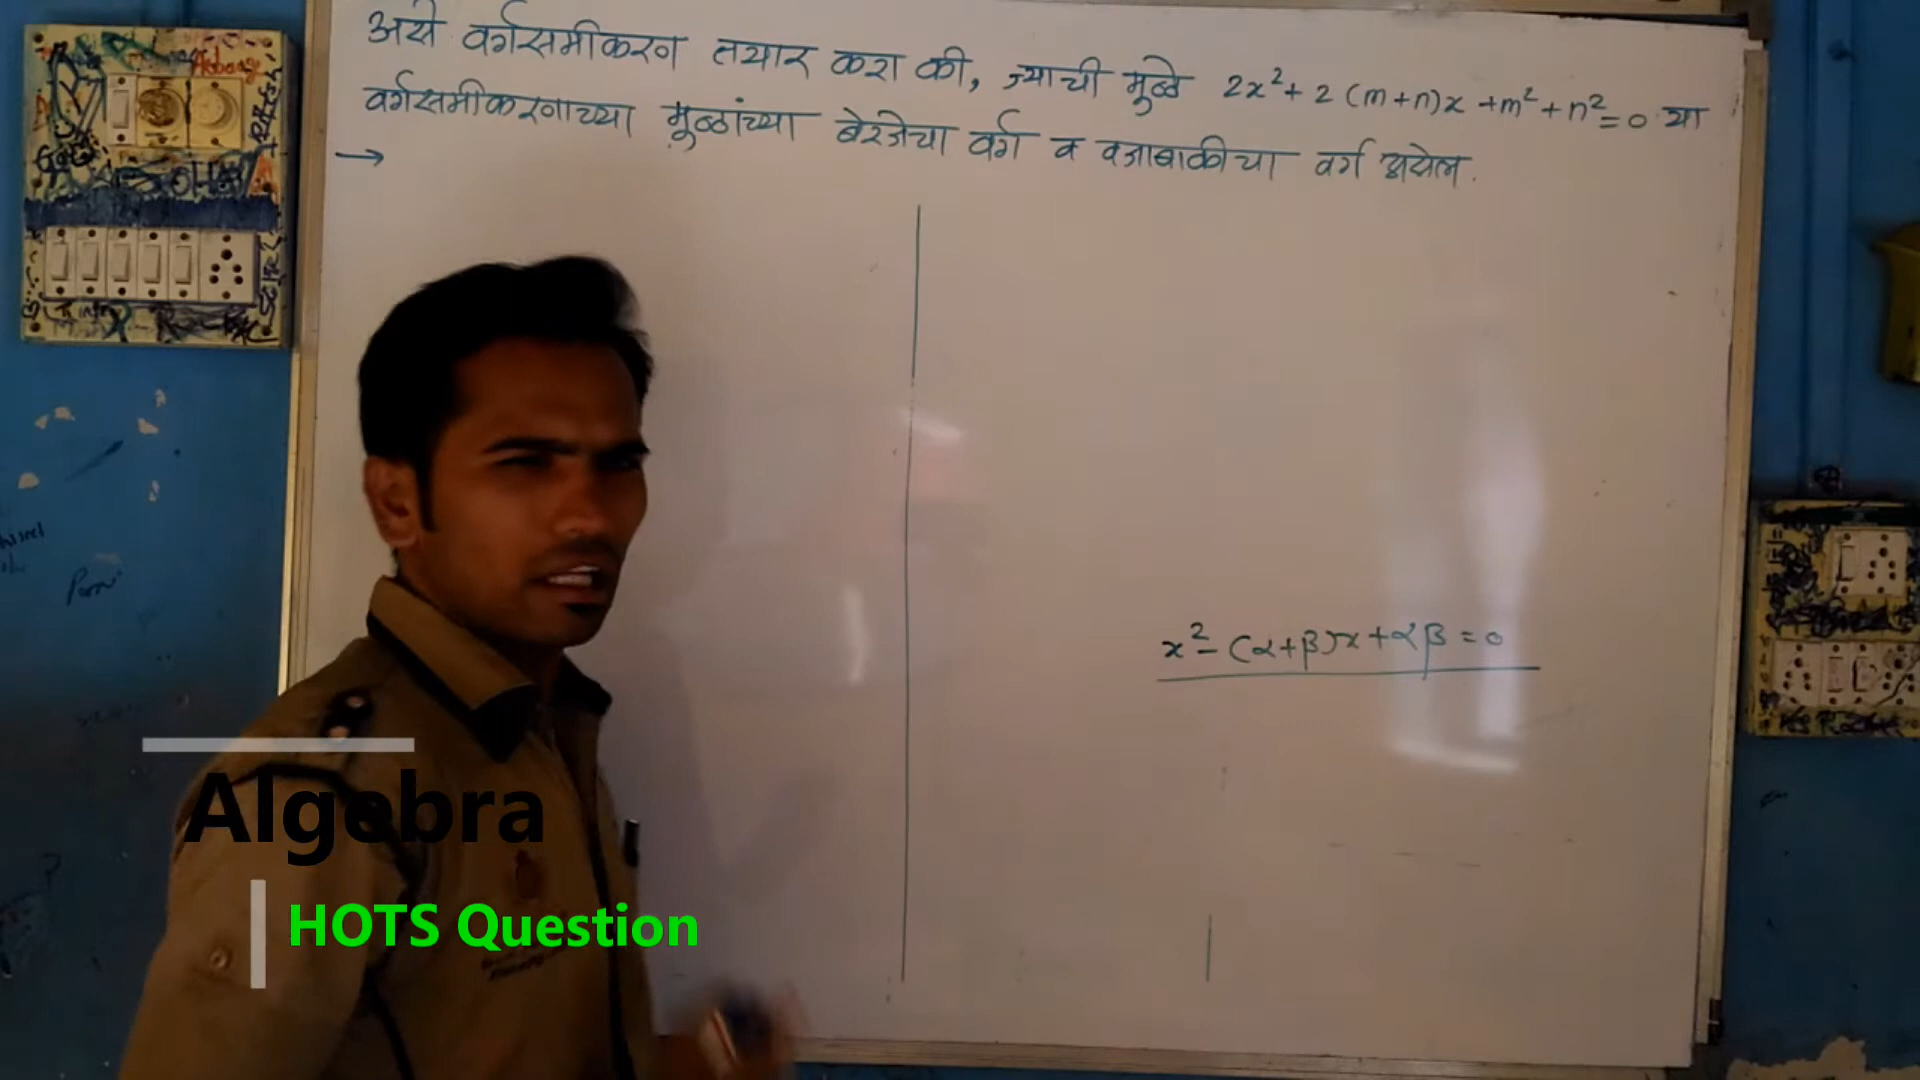 असे वर्गसमीकरण तयार करा की, ज्याची मुळे 2x²+2(m+n)x+m²+n²=0 या
वर्गसमीकरणाच्या मुळांच्या बेरजेचा वर्ग व वजाबाकीचा वर्ग असेल.
→
x²-(α+β)x+αβ=0
Algebra
HOTS Question